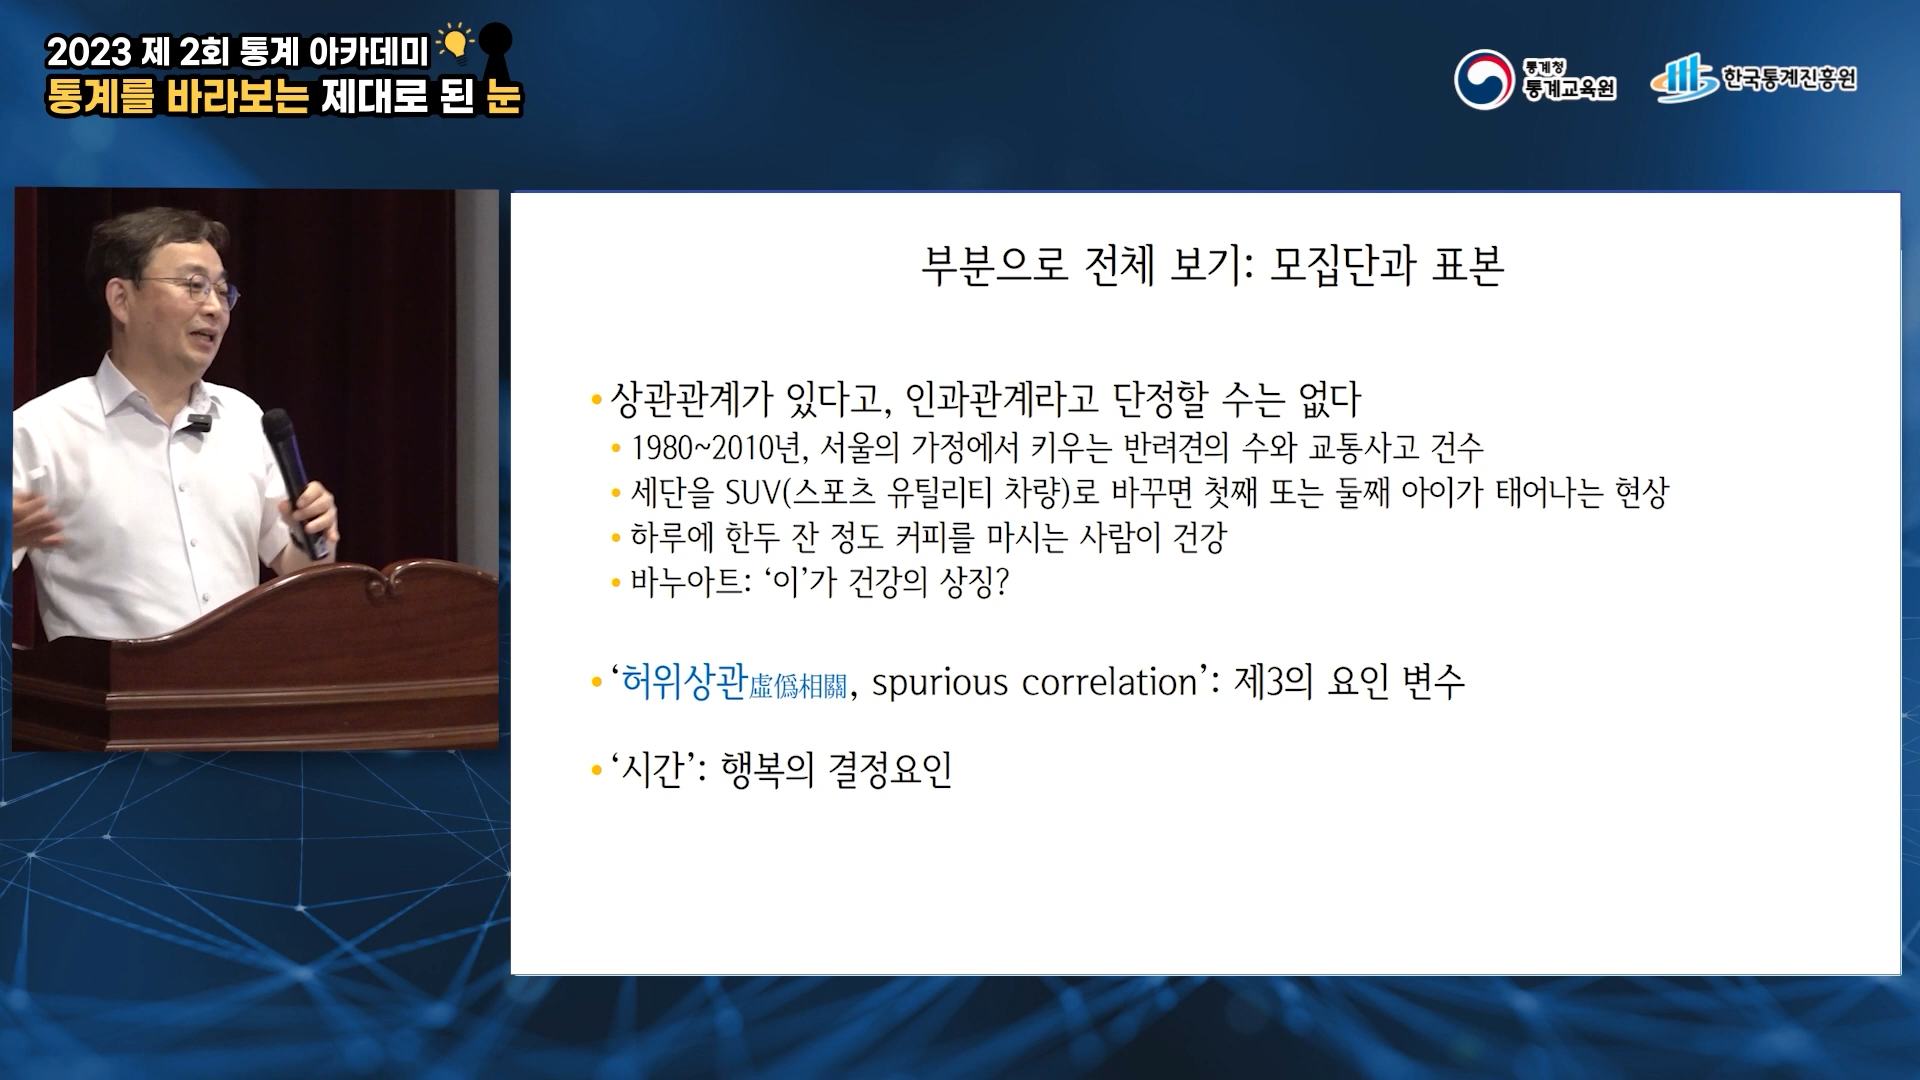 2023 제 2회 통계 아카데미
통계를 바라보는 제대로 된 눈
통계청
통계교육원
한국통계진흥원
부분으로 전체 보기: 모집단과 표본
• 상관관계가 있다고, 인과관계라고 단정할 수는 없다
• 1980~2010년, 서울의 가정에서 키우는 반려견의 수와 교통사고 건수
• 세단을 SUV(스포츠 유틸리티 차량)로 바꾸면 첫째 또는 둘째 아이가 태어나는 현상
• 하루에 한두 잔 정도 커피를 마시는 사람이 건강
• 바누아트: ‘이’가 건강의 상징?
• ‘허위상관虛僞相關, spurious correlation’: 제3의 요인 변수
• ‘시간’: 행복의 결정요인